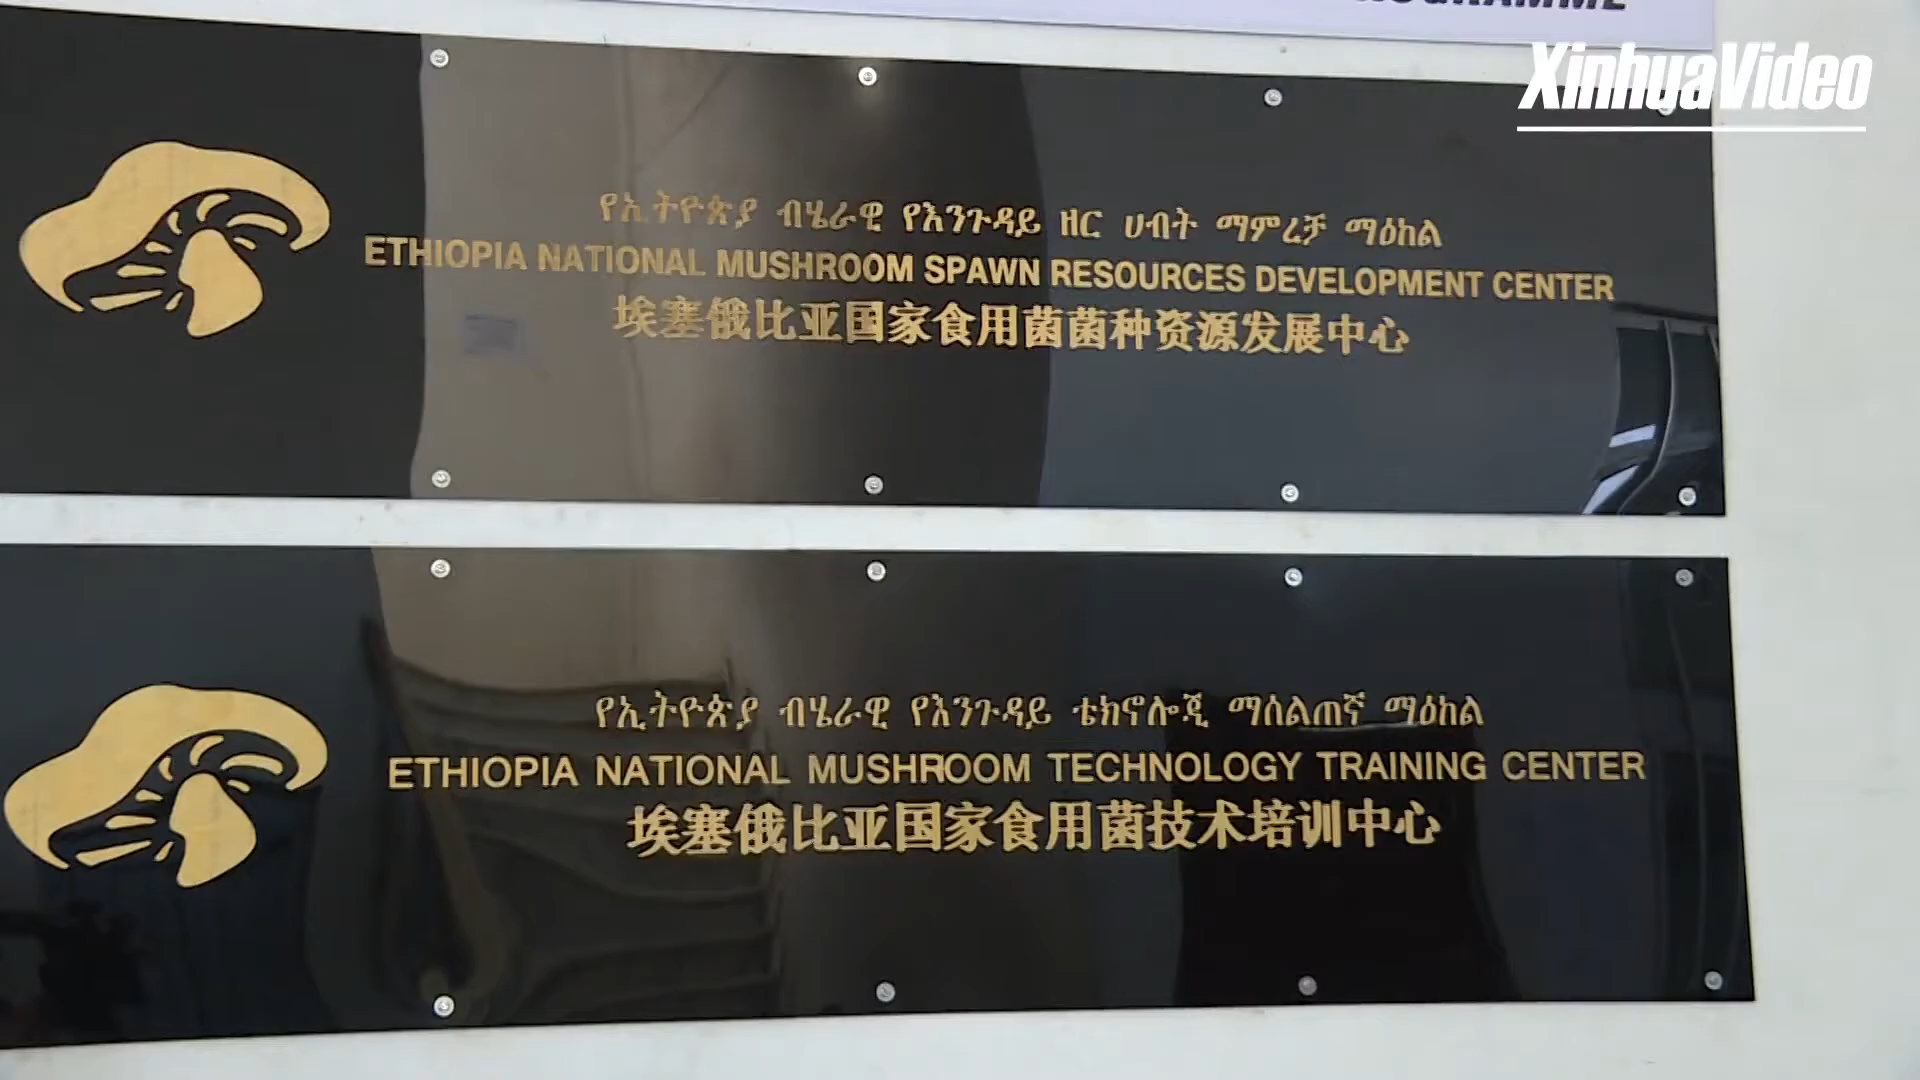 XinhuaVideo
የኢትዮጵያ ብሄራዊ የእንጉዳይ ዘር ሀብት ማምረቻ ማዕከል
ETHIOPIA NATIONAL MUSHROOM SPAWN RESOURCES DEVELOPMENT CENTER
埃塞俄比亚国家食用菌菌种资源发展中心
የኢትዮጵያ ብሄራዊ የእንጉዳይ ቴክኖሎጂ ማሰልጠኛ ማዕከል
ETHIOPIA NATIONAL MUSHROOM TECHNOLOGY TRAINING CENTER
埃塞俄比亚国家食用菌技术培训中心